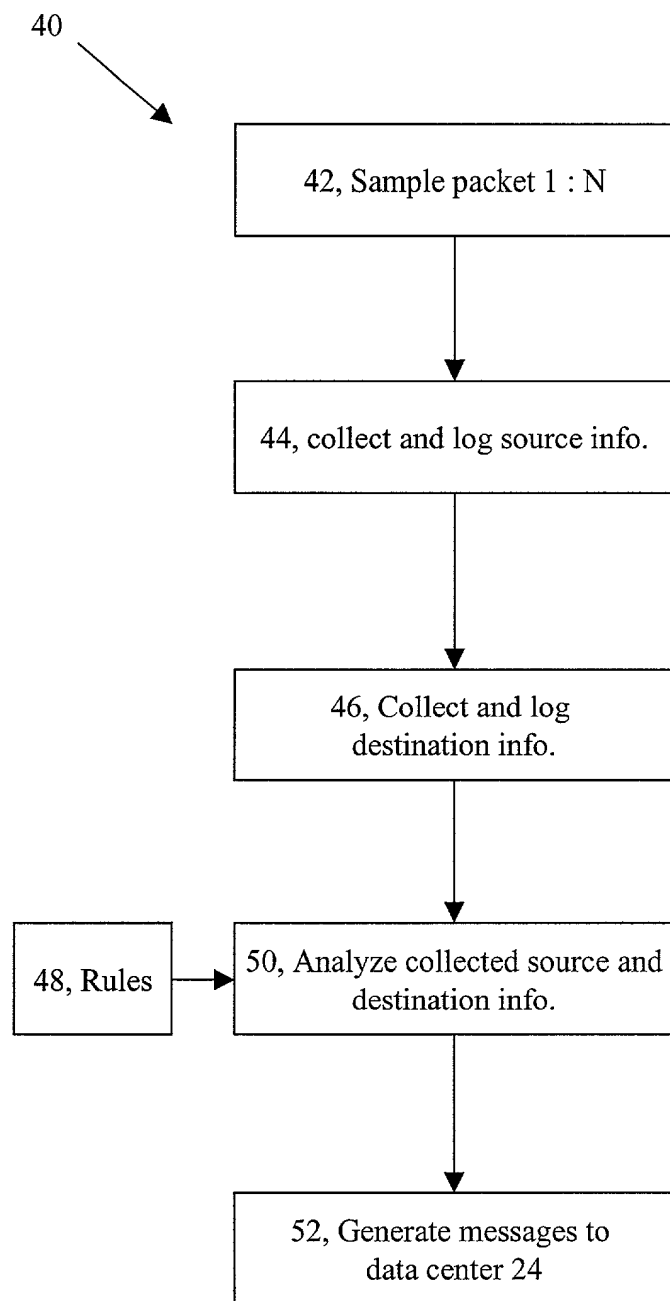 40
42, Sample packet 1 : N
44, collect and log source info.
46, Collect and log
destination info.
48, Rules
50, Analyze collected source and
destination info.
52, Generate messages to
data center 24